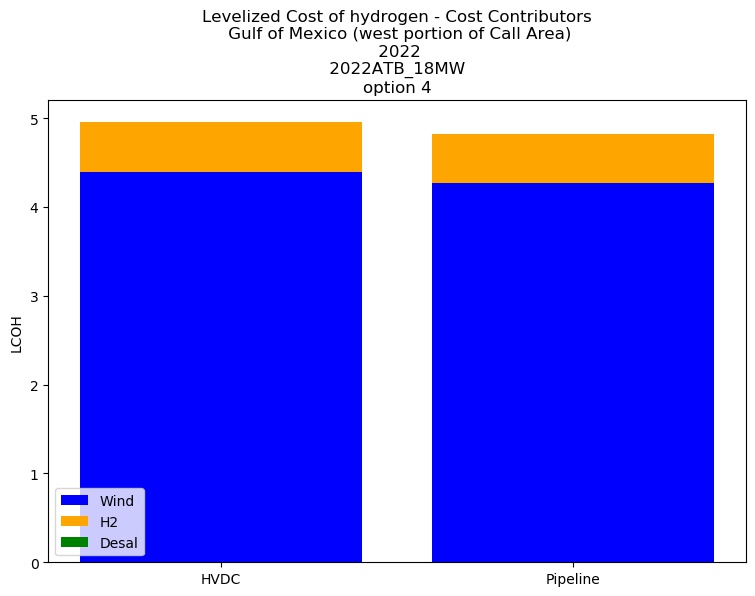 Levelized Cost of hydrogen - Cost Contributors
Gulf of Mexico (west portion of Call Area)
2022
2022ATB_18MW
option 4
5
4
3
2
1
0
LCOH
Wind
H2
Desal
HVDC
Pipeline